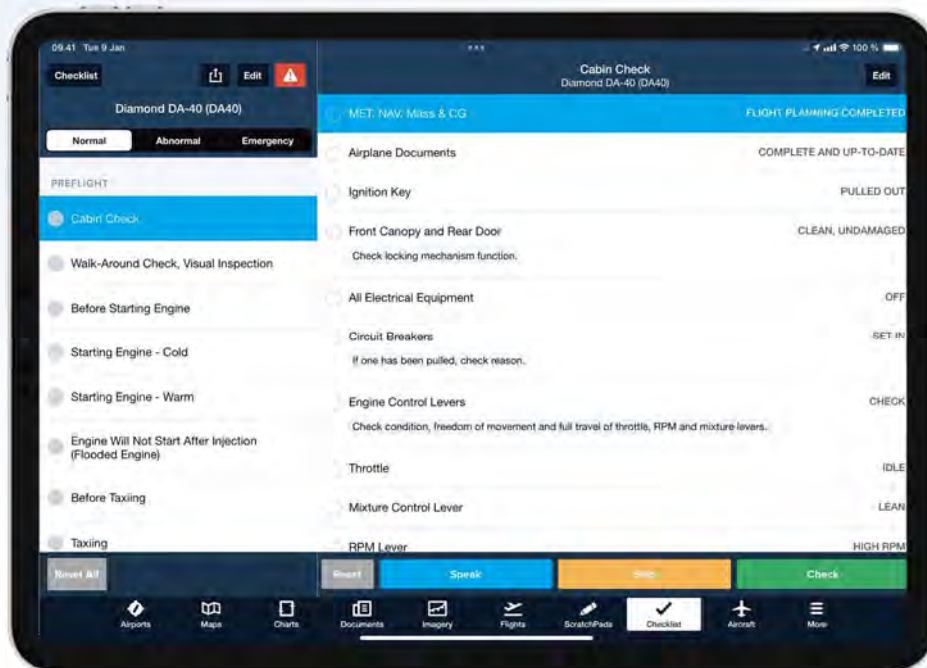 09.41 Tue 9 Jan
100 %
Checklist
Edit
Diamond DA-40 (DA40)
Normal
Abnormal
Emergency
PREFLIGHT
Cabin Check
Walk-Around Check, Visual Inspection
Before Starting Engine
Starting Engine - Cold
Starting Engine - Warm
Engine Will Not Start After Injection
(Flooded Engine)
Before Taxiing
Taxiing
Reset All
Cabin Check
Diamond DA-40 (DA40)
Edit
MET, NAV, Mass & CG FLIGHT PLANNING COMPLETED
Airplane Documents COMPLETE AND UP-TO-DATE
Ignition Key PULLED OUT
Front Canopy and Rear Door CLEAN, UNDAMAGED
Check locking mechanism function.
All Electrical Equipment OFF
Circuit Breakers SET IN
If one has been pulled, check reason.
Engine Control Levers CHECK
Check condition, freedom of movement and full travel of throttle, RPM and mixture levers.
Throttle IDLE
Mixture Control Lever LEAN
RPM Lever HIGH RPM
Reset
Speak
Skip
Check
Airports
Maps
Charts
Documents
Imagery
Flights
ScratchPads
Checklist
Aircraft
More